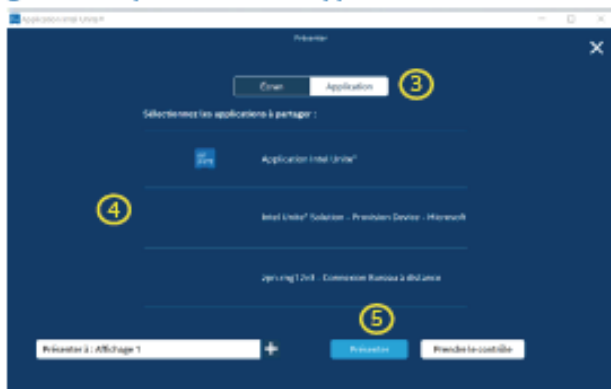 Application Intel Unite®
Présenter
Écran Application
3
Sélectionnez les applications à partager :
Application Intel Unite®
4
Intel Unite® Solution - Provision Device - Microsoft
Connexion Bureau à distance
5
Présenter à : Affichage 1
Présenter
Prendre le contrôle